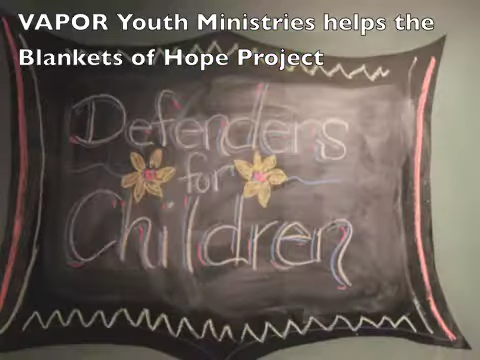 VAPOR Youth Ministries helps the
Blankets of Hope Project
Defenders
for
Children